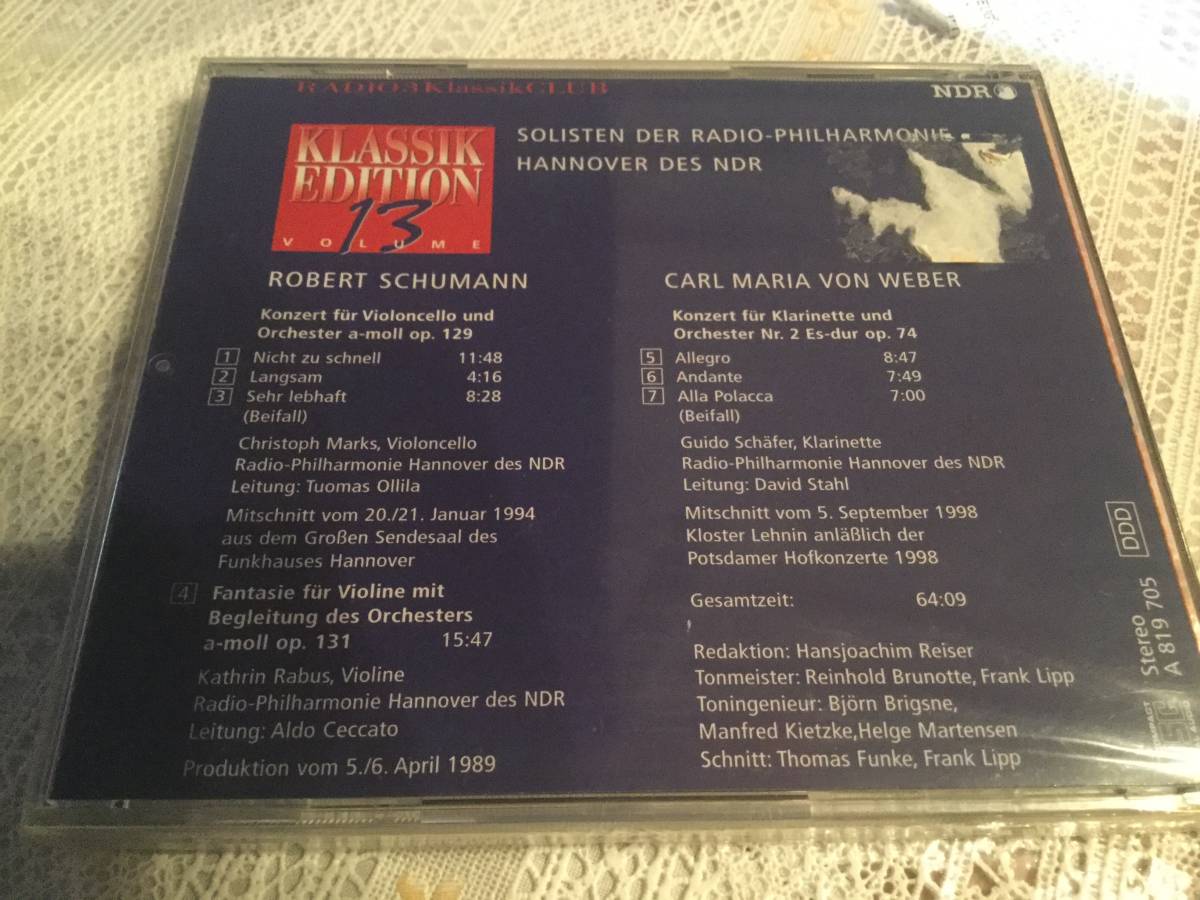 RADIO3KlassikCLUB
NDR
KLASSIK
EDITION
13
VOLUME
SOLISTEN DER RADIO-PHILHARMONIE
HANNOVER DES NDR
ROBERT SCHUMANN
Konzert für Violoncello und
Orchester a-moll op. 129
1 Nicht zu schnell 11:48
2 Langsam 4:16
3 Sehr lebhaft 8:28
(Beifall)
Christoph Marks, Violoncello
Radio-Philharmonie Hannover des NDR
Leitung: Tuomas Ollila
Mitschnitt vom 20./21. Januar 1994
aus dem Großen Sendesaal des
Funkhauses Hannover
4 Fantasie für Violine mit
Begleitung des Orchesters
a-moll op. 131 15:47
Kathrin Rabus, Violine
Radio-Philharmonie Hannover des NDR
Leitung: Aldo Ceccato
Produktion vom 5./6. April 1989
CARL MARIA VON WEBER
Konzert für Klarinette und
Orchester Nr. 2 Es-dur op. 74
5 Allegro 8:47
6 Andante 7:49
7 Alla Polacca 7:00
(Beifall)
Guido Schäfer, Klarinette
Radio-Philharmonie Hannover des NDR
Leitung: David Stahl
Mitschnitt vom 5. September 1998
Kloster Lehnin anläßlich der
Potsdamer Hofkonzerte 1998
Gesamtzeit: 64:09
Redaktion: Hansjoachim Reiser
Tonmeister: Reinhold Brunotte, Frank Lipp
Toningenieur: Björn Brigsne,
Manfred Kietzke,Helge Martensen
Schnitt: Thomas Funke, Frank Lipp
DDD
Stereo
A 819 705